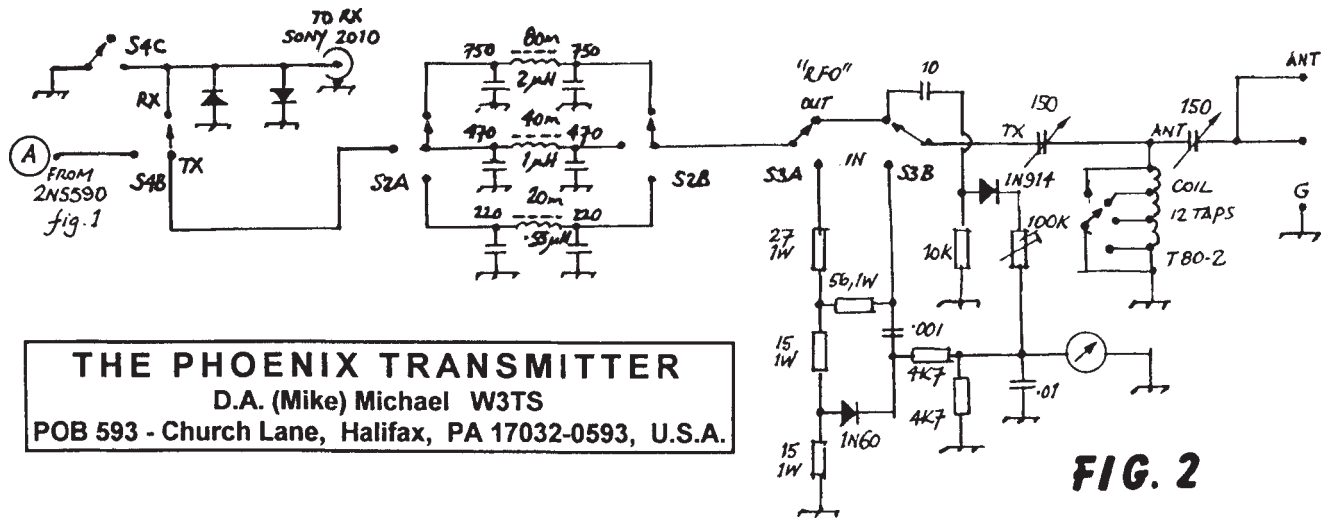 TO RX
SONY 2010
S4C
RX
A
FROM
2N5590
fig.1
S4B
TX
750
80m
750
2µH
470
40m
470
1µH
220
20m
220
.55µH
S2A
S2B
"RFO"
OUT
10
IN
S3A
S3B
TX
150
ANT
150
ANT
G
1N914
100K
10K
COIL
12 TAPS
T80-2
27
1W
56,1W
.001
15
1W
4K7
4K7
.01
1N60
15
1W
THE PHOENIX TRANSMITTER
D.A. (Mike) Michael W3TS
POB 593 - Church Lane, Halifax, PA 17032-0593, U.S.A.
FIG. 2